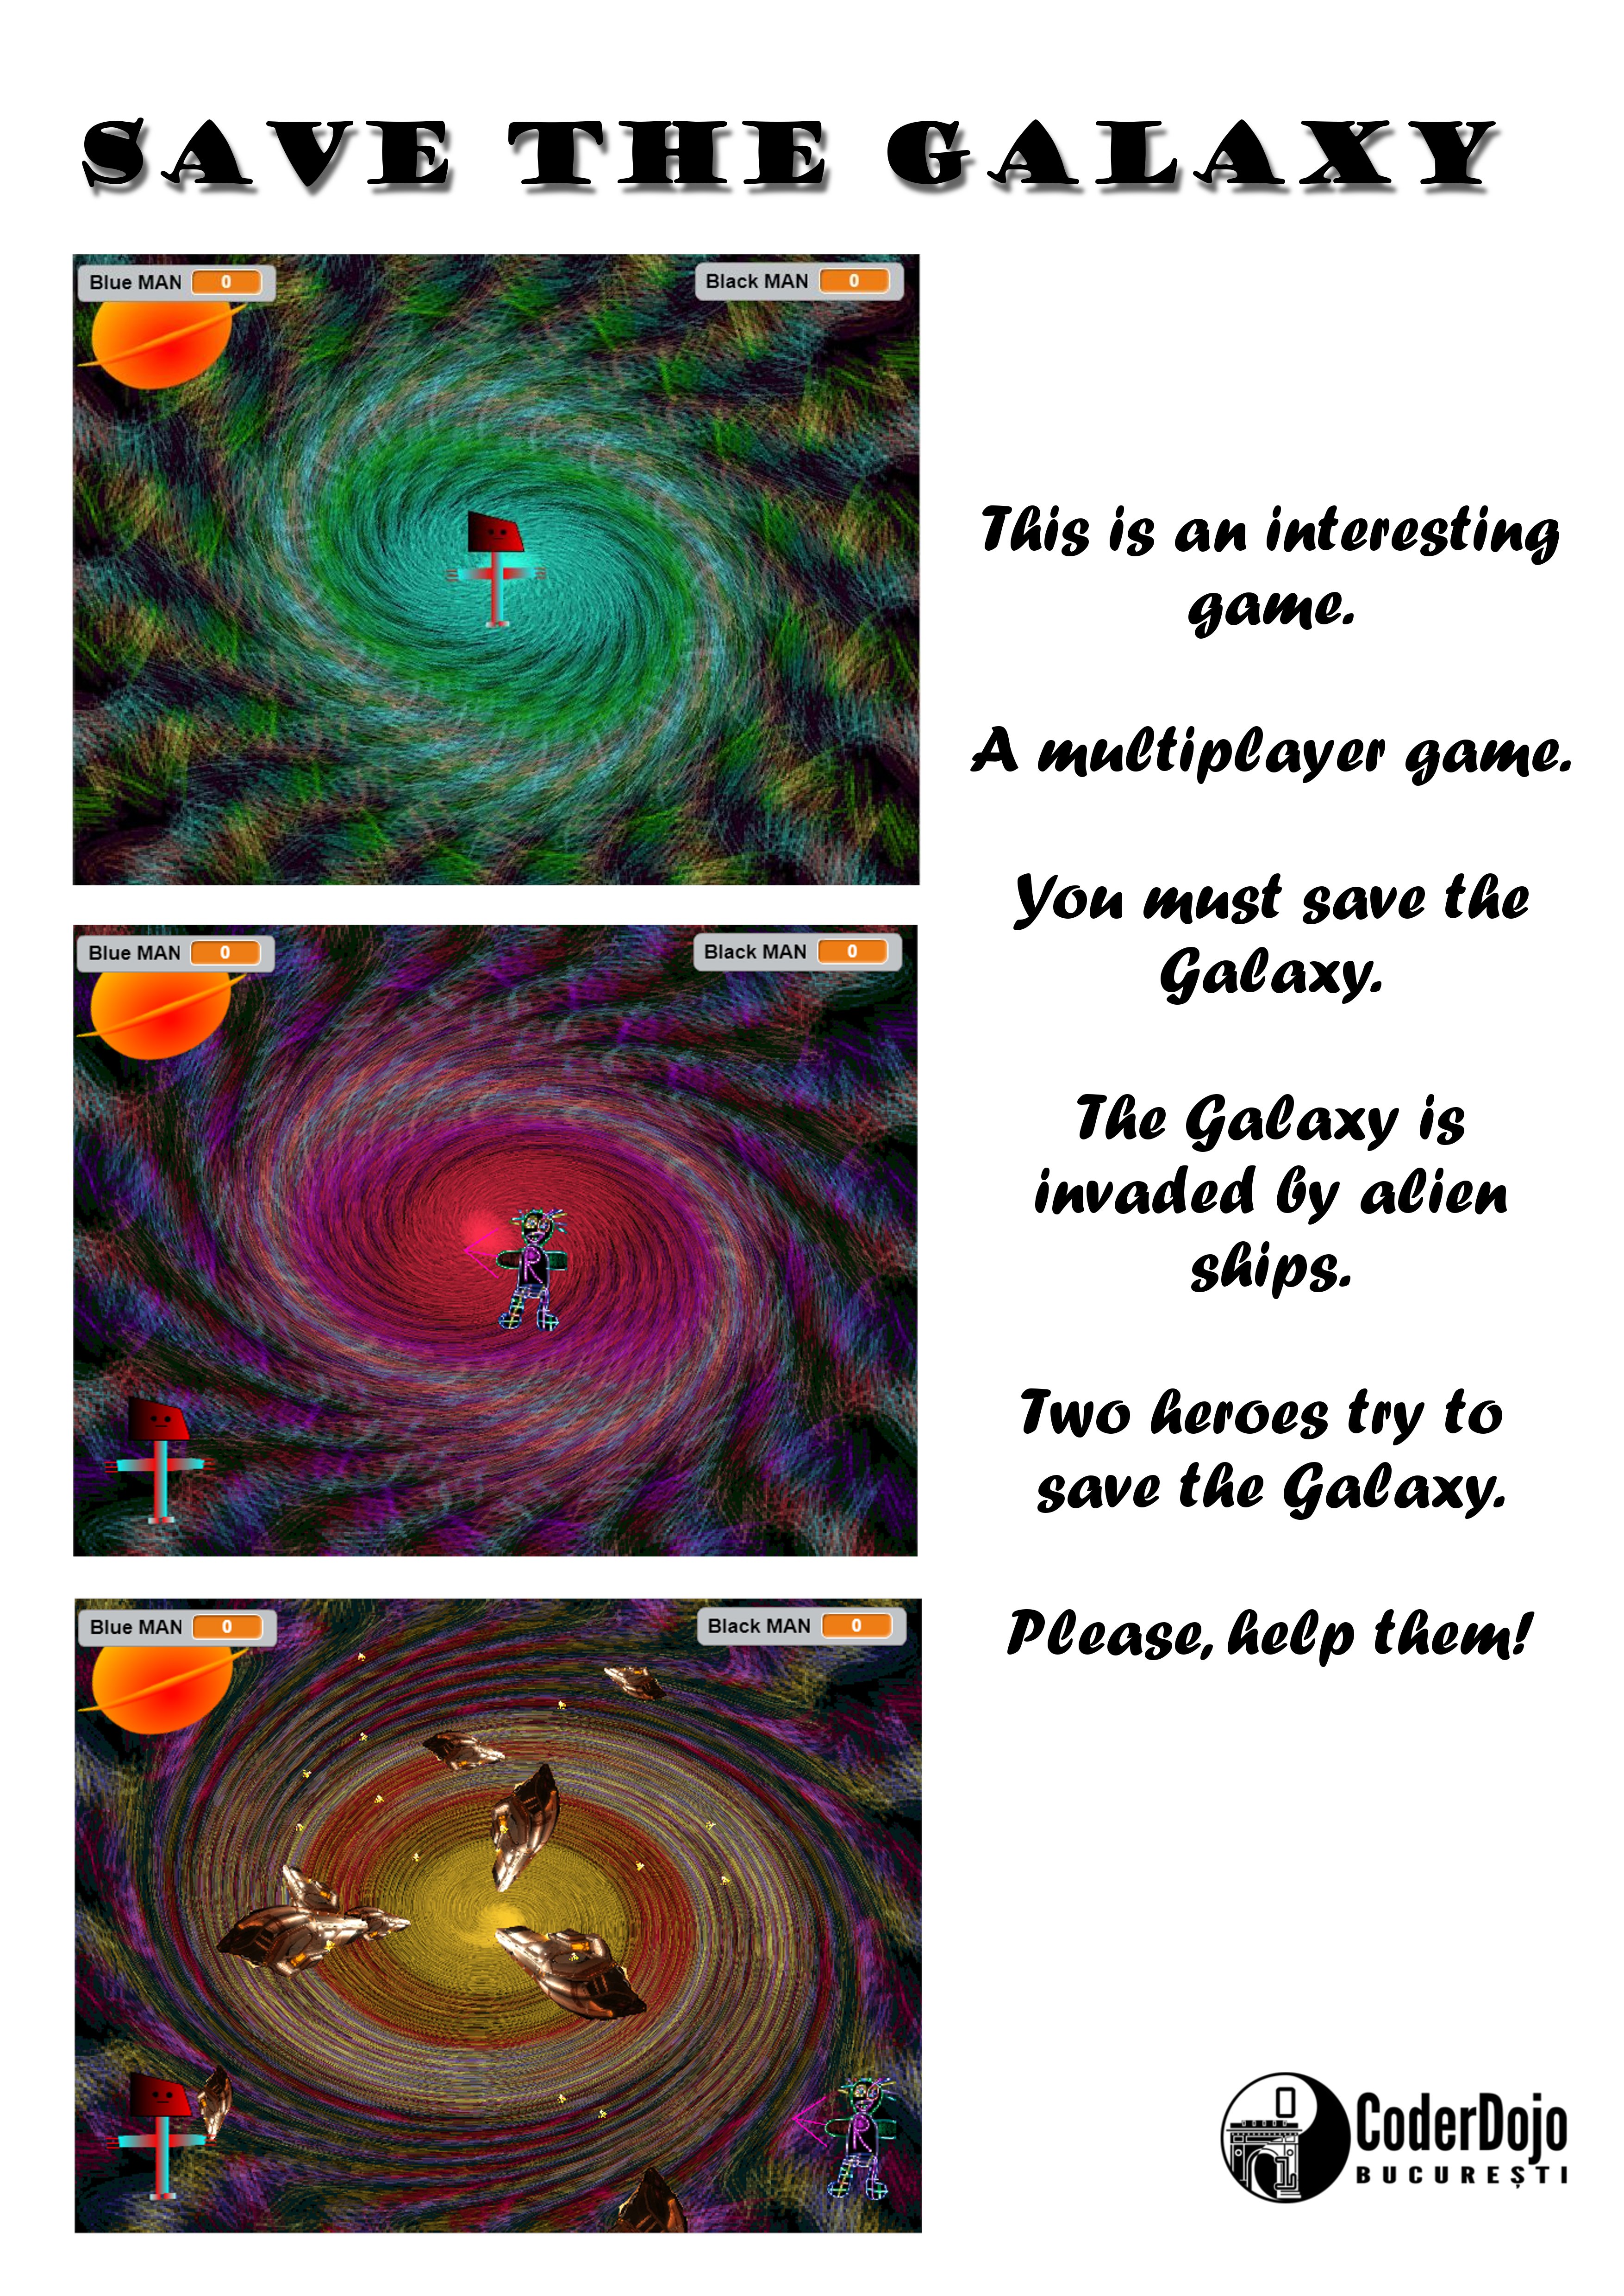 SAVE THE GALAXY
Blue MAN 0
Black MAN 0
This is an interesting
game.
A multiplayer game.
You must save the
Galaxy.
Blue MAN 0
Black MAN 0
R
The Galaxy is
invaded by alien
ships.
Two heroes try to
save the Galaxy.
Please, help them!
Blue MAN 0
Black MAN 0
R
CoderDojo
BUCUREȘTI